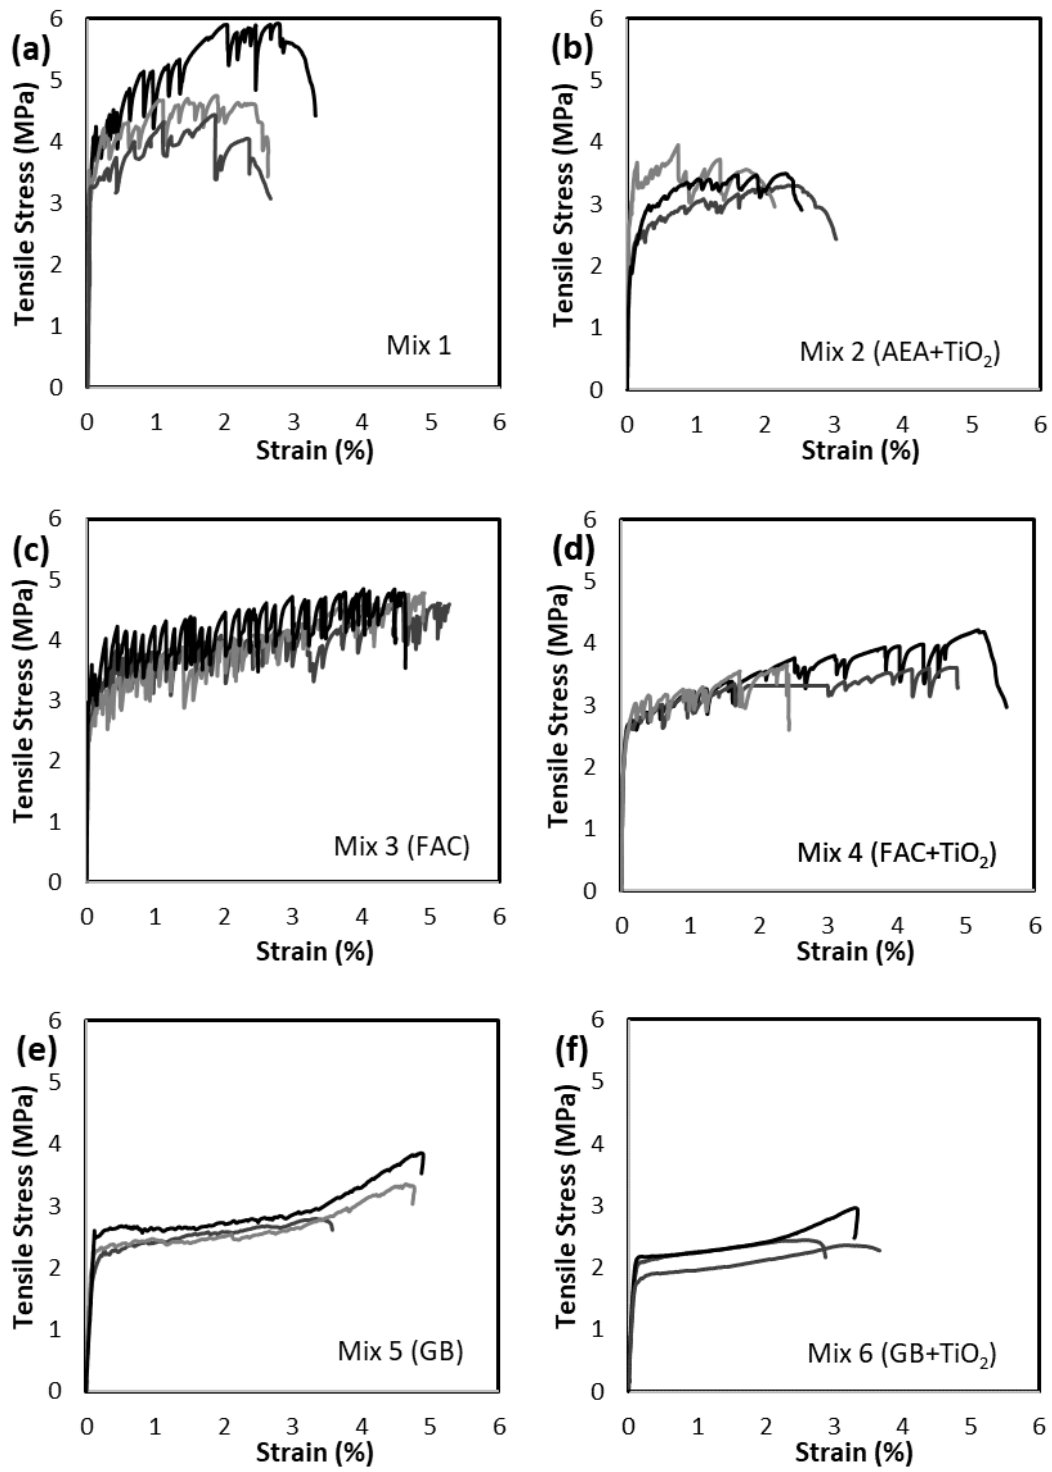 (a)
Tensile Stress (MPa)
6
5
4
3
2
1
0
0 1 2 3 4 5 6
Strain (%)
Mix 1
(b)
Tensile Stress (MPa)
6
5
4
3
2
1
0
0 1 2 3 4 5 6
Strain (%)
Mix 2 (AEA+TiO₂)
(c)
Tensile Stress (MPa)
6
5
4
3
2
1
0
0 1 2 3 4 5 6
Strain (%)
Mix 3 (FAC)
(d)
Tensile Stress (MPa)
6
5
4
3
2
1
0
0 1 2 3 4 5 6
Strain (%)
Mix 4 (FAC+TiO₂)
(e)
Tensile Stress (MPa)
6
5
4
3
2
1
0
0 1 2 3 4 5 6
Strain (%)
Mix 5 (GB)
(f)
Tensile Stress (MPa)
6
5
4
3
2
1
0
0 1 2 3 4 5 6
Strain (%)
Mix 6 (GB+TiO₂)